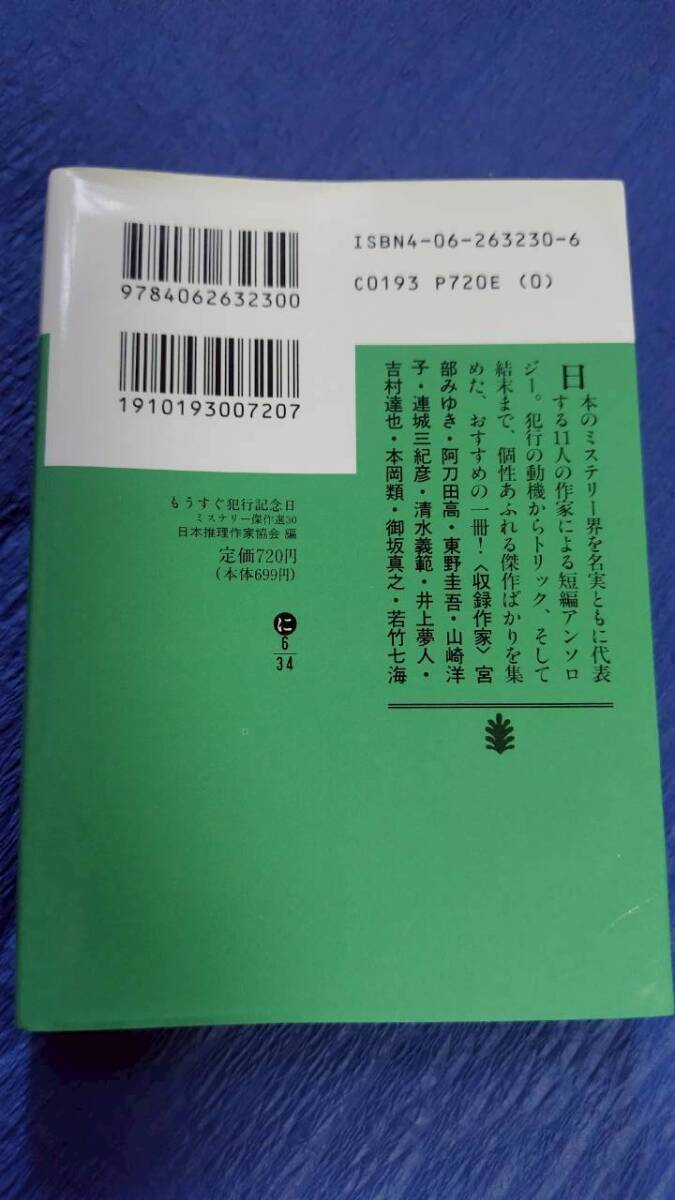 9784062632300
ISBN4-06-263230-6
C0193 P720E (0)
1910193007207
日本のミステリー界を名実ともに代表
する11人の作家による短編アンソロ
ジー。犯行の動機からトリック、そして
結末まで、個性あふれる傑作ばかりを集
めた、おすすめの一冊！〈収録作家〉宮
部みゆき・阿刀田高・東野圭吾・山崎洋
子・連城三紀彦・清水義範・井上夢人・
吉村達也・本岡類・御坂真之・若竹七海
もうすぐ犯行記念日
ミステリー傑作選30
日本推理作家協会 編
定価720円
(本体699円)
に
6
34